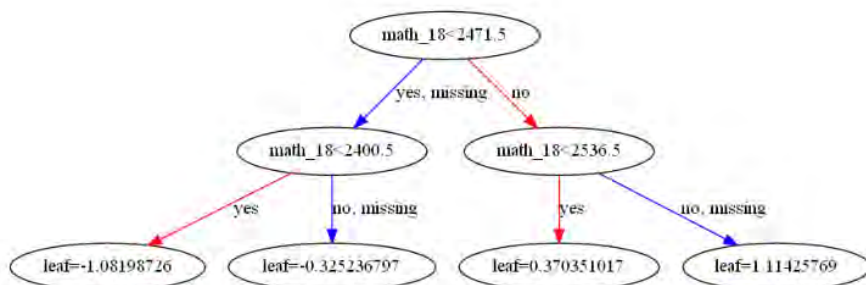 math_18<2471.5
yes, missing
no
math_18<2400.5
math_18<2536.5
yes
no, missing
yes
no, missing
leaf=-1.08198726
leaf=-0.325236797
leaf=0.370351017
leaf=1.11425769